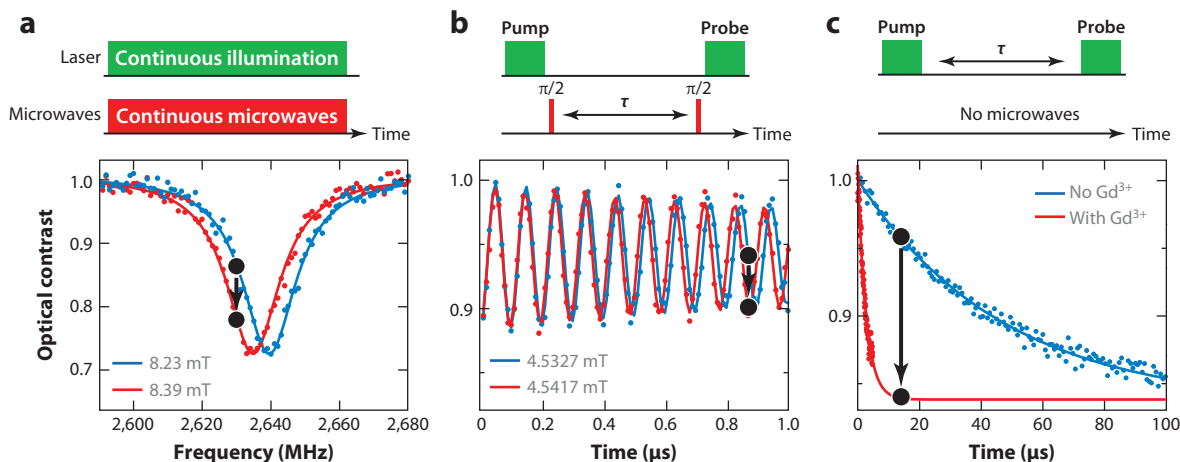 a
Laser
Continuous illumination
Microwaves
Continuous microwaves
Time
Optical contrast
1.0
0.9
0.8
0.7
8.23 mT
8.39 mT
2,600
2,620
2,640
2,660
2,680
Frequency (MHz)
b
Pump
Probe
π/2
π/2
τ
Time
1.0
0.9
4.5327 mT
4.5417 mT
0
0.2
0.4
0.6
0.8
1.0
Time (μs)
c
Pump
Probe
τ
No microwaves
Time
1.0
0.9
No Gd³⁺
With Gd³⁺
0
20
40
60
80
100
Time (μs)